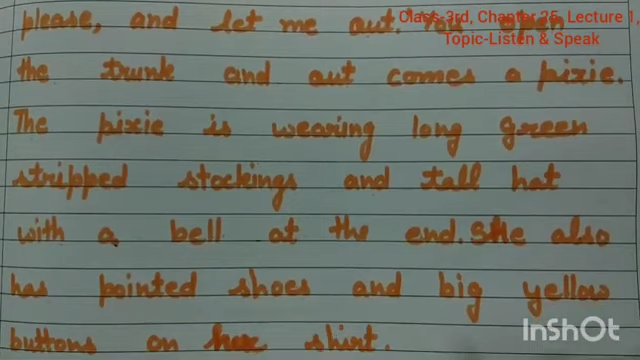 Class-3rd, Chapter 25, Lecture 1,
Topic-Listen & Speak
please, and let me out. You open
the trunk and out comes a pixie.
The pixie is wearing long green
stripped stockings and tall hat
with a bell at the end. She also
has pointed shoes and big yellow
buttons on her shirt.
InShOt